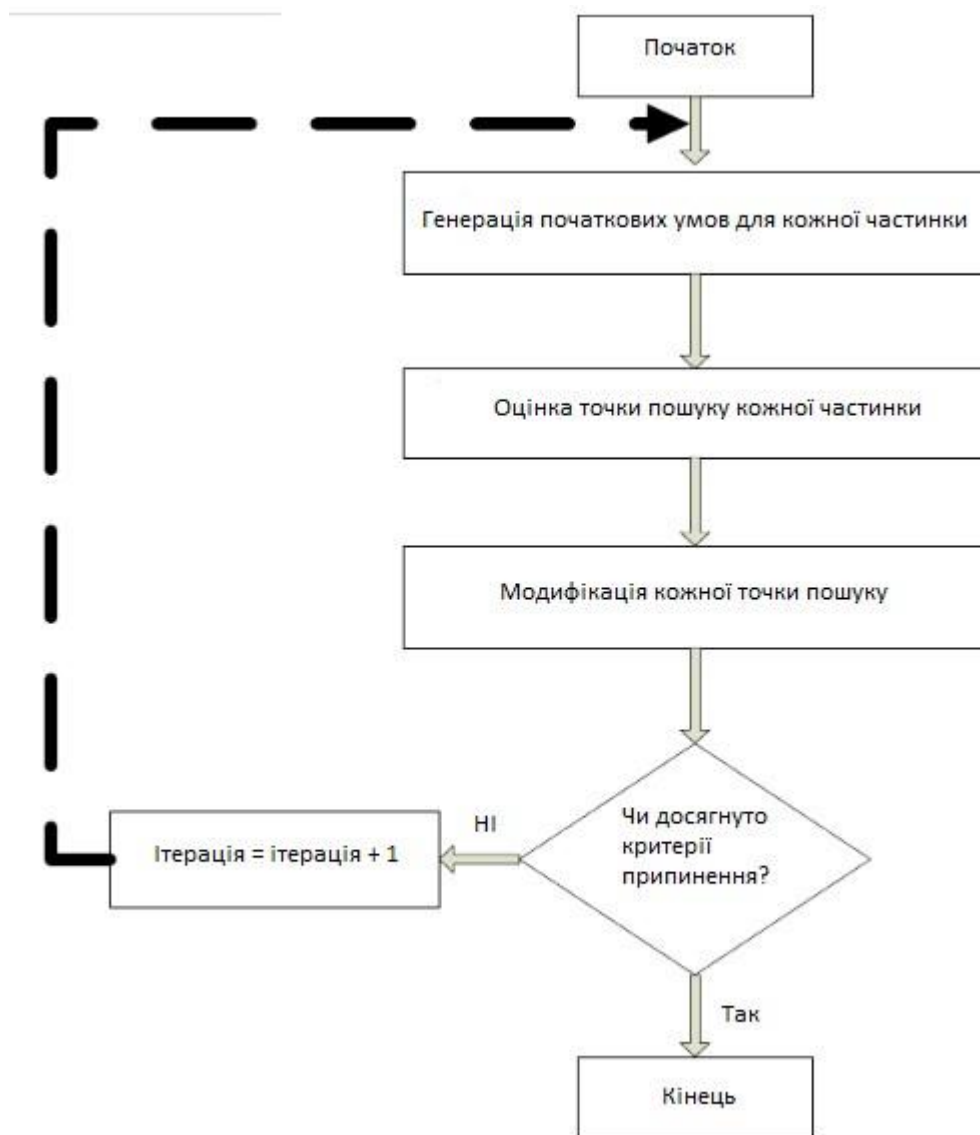 Початок
Генерація початкових умов для кожної частинки
Оцінка точки пошуку кожної частинки
Модифікація кожної точки пошуку
Чи досягнуто
критерії
припинення?
НІ
Ітерація = ітерація + 1
Так
Кінець